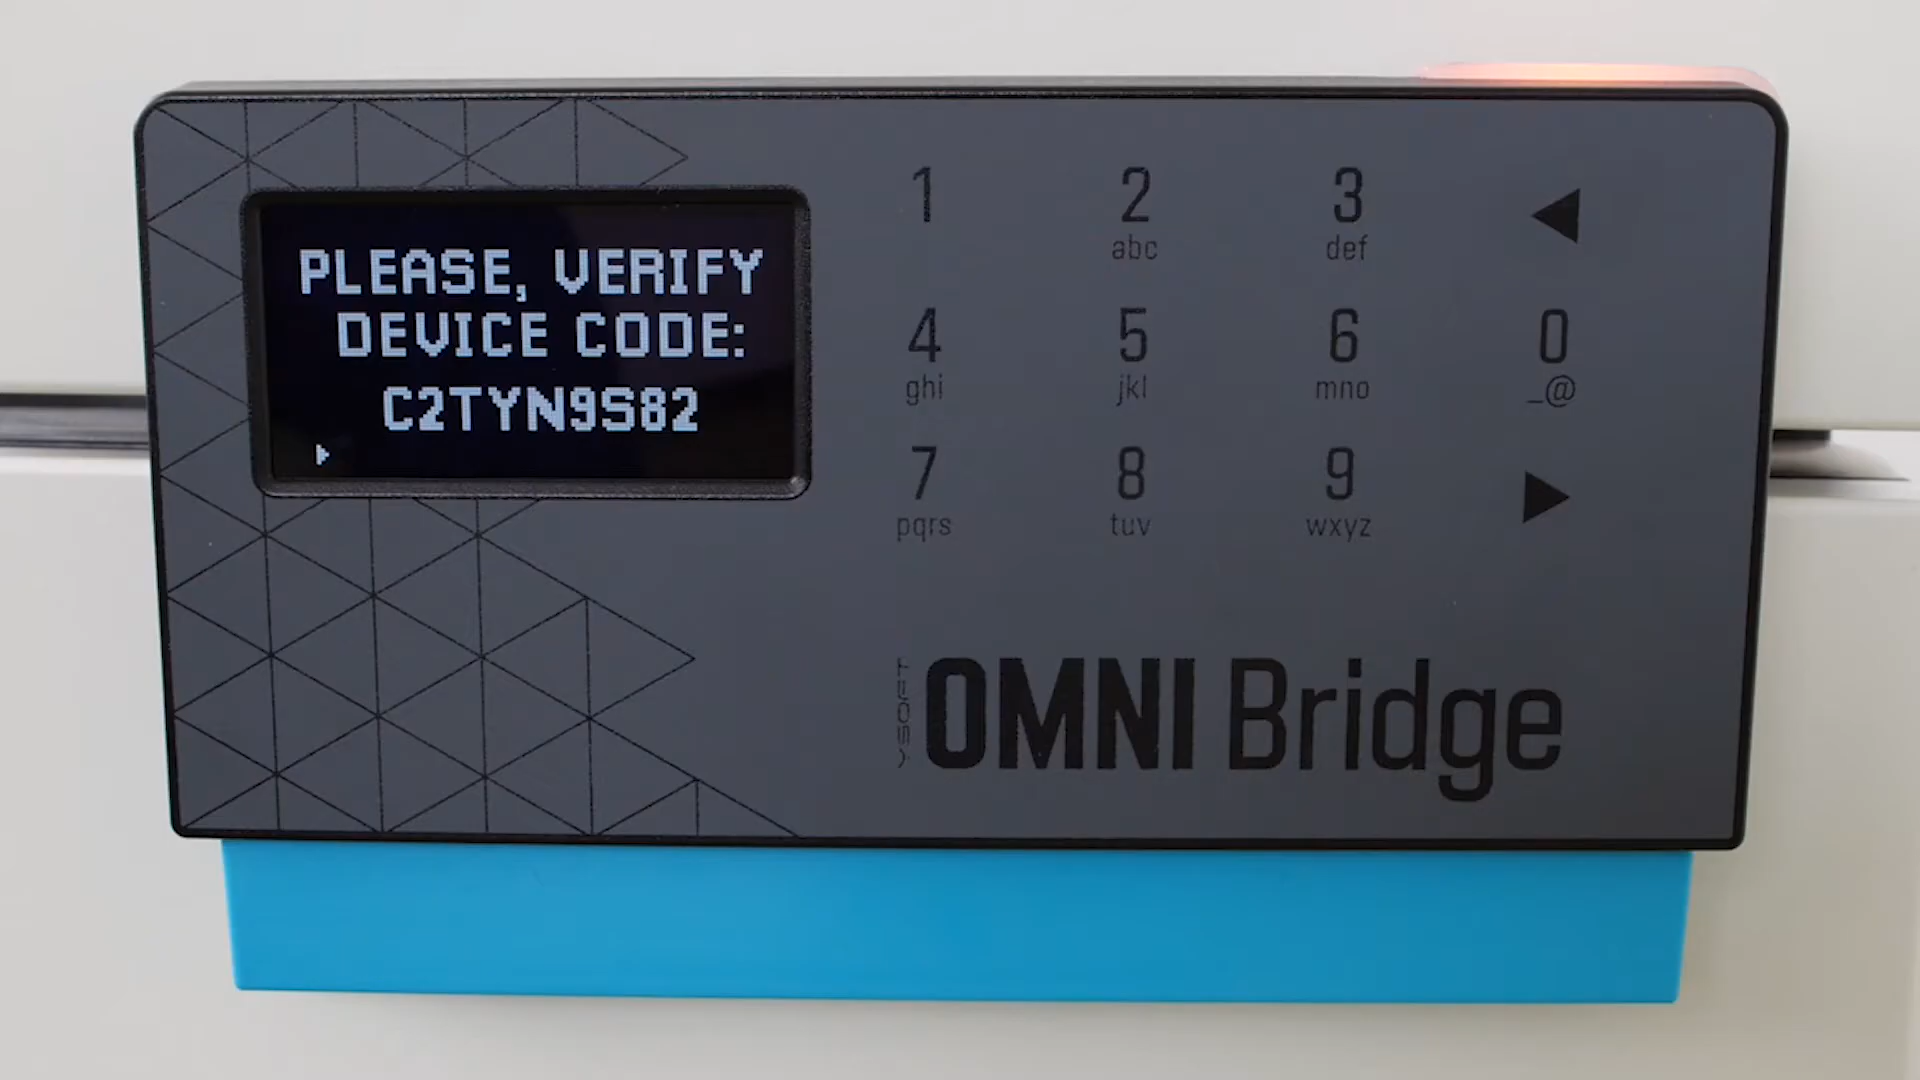 PLEASE, VERIFY
DEVICE CODE:
C2TYN9S82
1
2
3
abc
def
4
5
6
0
ghi
jkl
mno
_@
7
8
9
pqrs
tuv
wxyz
YSOFT
OMNI Bridge